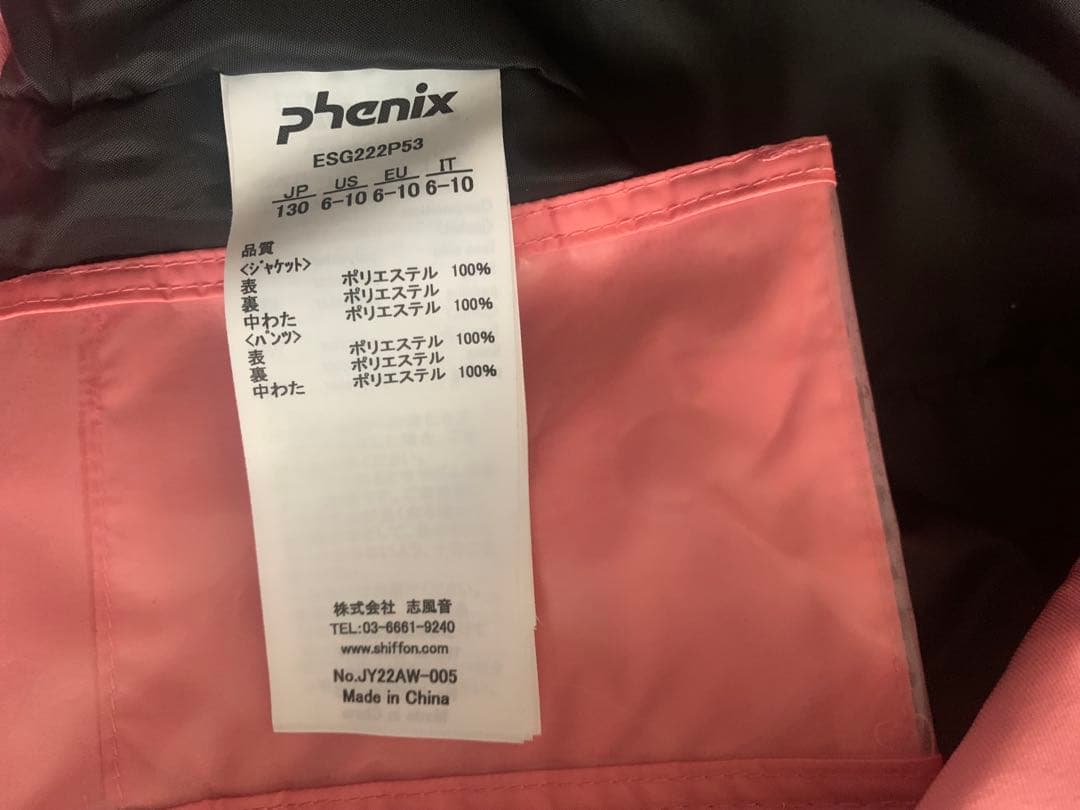 phenix
ESG222P53
JP US EU IT
130 6-10 6-10 6-10
品質
<ｼﾞｬｹｯﾄ>
表 ポリエステル 100%
裏 ポリエステル
中わた ポリエステル 100%
<ﾊﾟﾝﾂ>
表 ポリエステル 100%
裏 ポリエステル
中わた ポリエステル 100%
株式会社 志風音
TEL:03-6661-9240
www.shiffon.com
No.JY22AW-005
Made in China